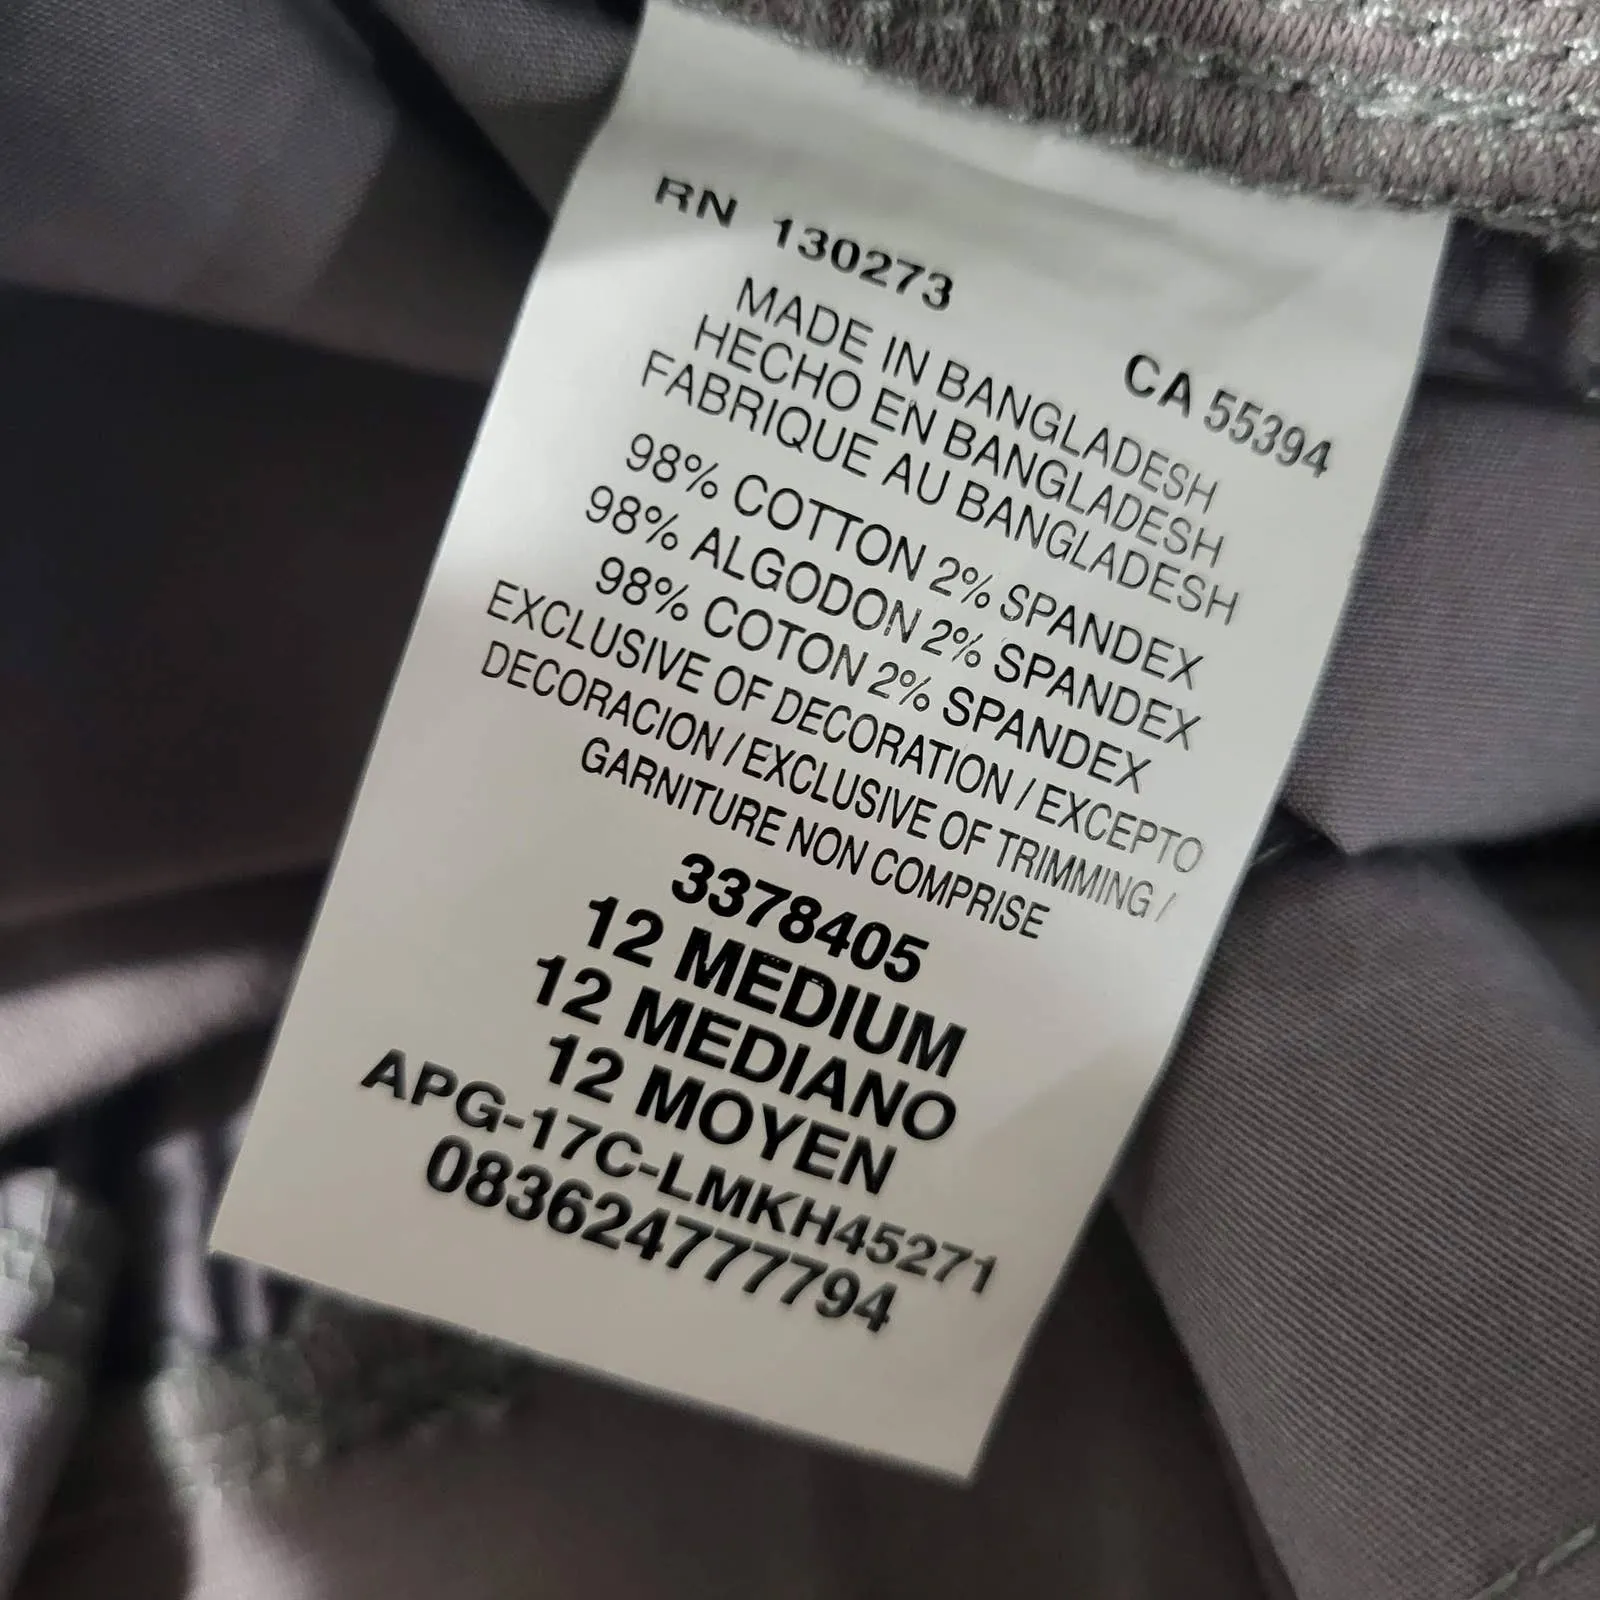 RN 130273
CA 55394
MADE IN BANGLADESH
HECHO EN BANGLADESH
FABRIQUE AU BANGLADESH
98% COTTON 2% SPANDEX
98% ALGODON 2% SPANDEX
98% COTON 2% SPANDEX
EXCLUSIVE OF DECORATION / EXCEPTO
DECORACION / EXCLUSIVE OF TRIMMING /
GARNITURE NON COMPRISE
3378405
12 MEDIUM
12 MEDIANO
12 MOYEN
APG-17C-LMKH45271
083624777794